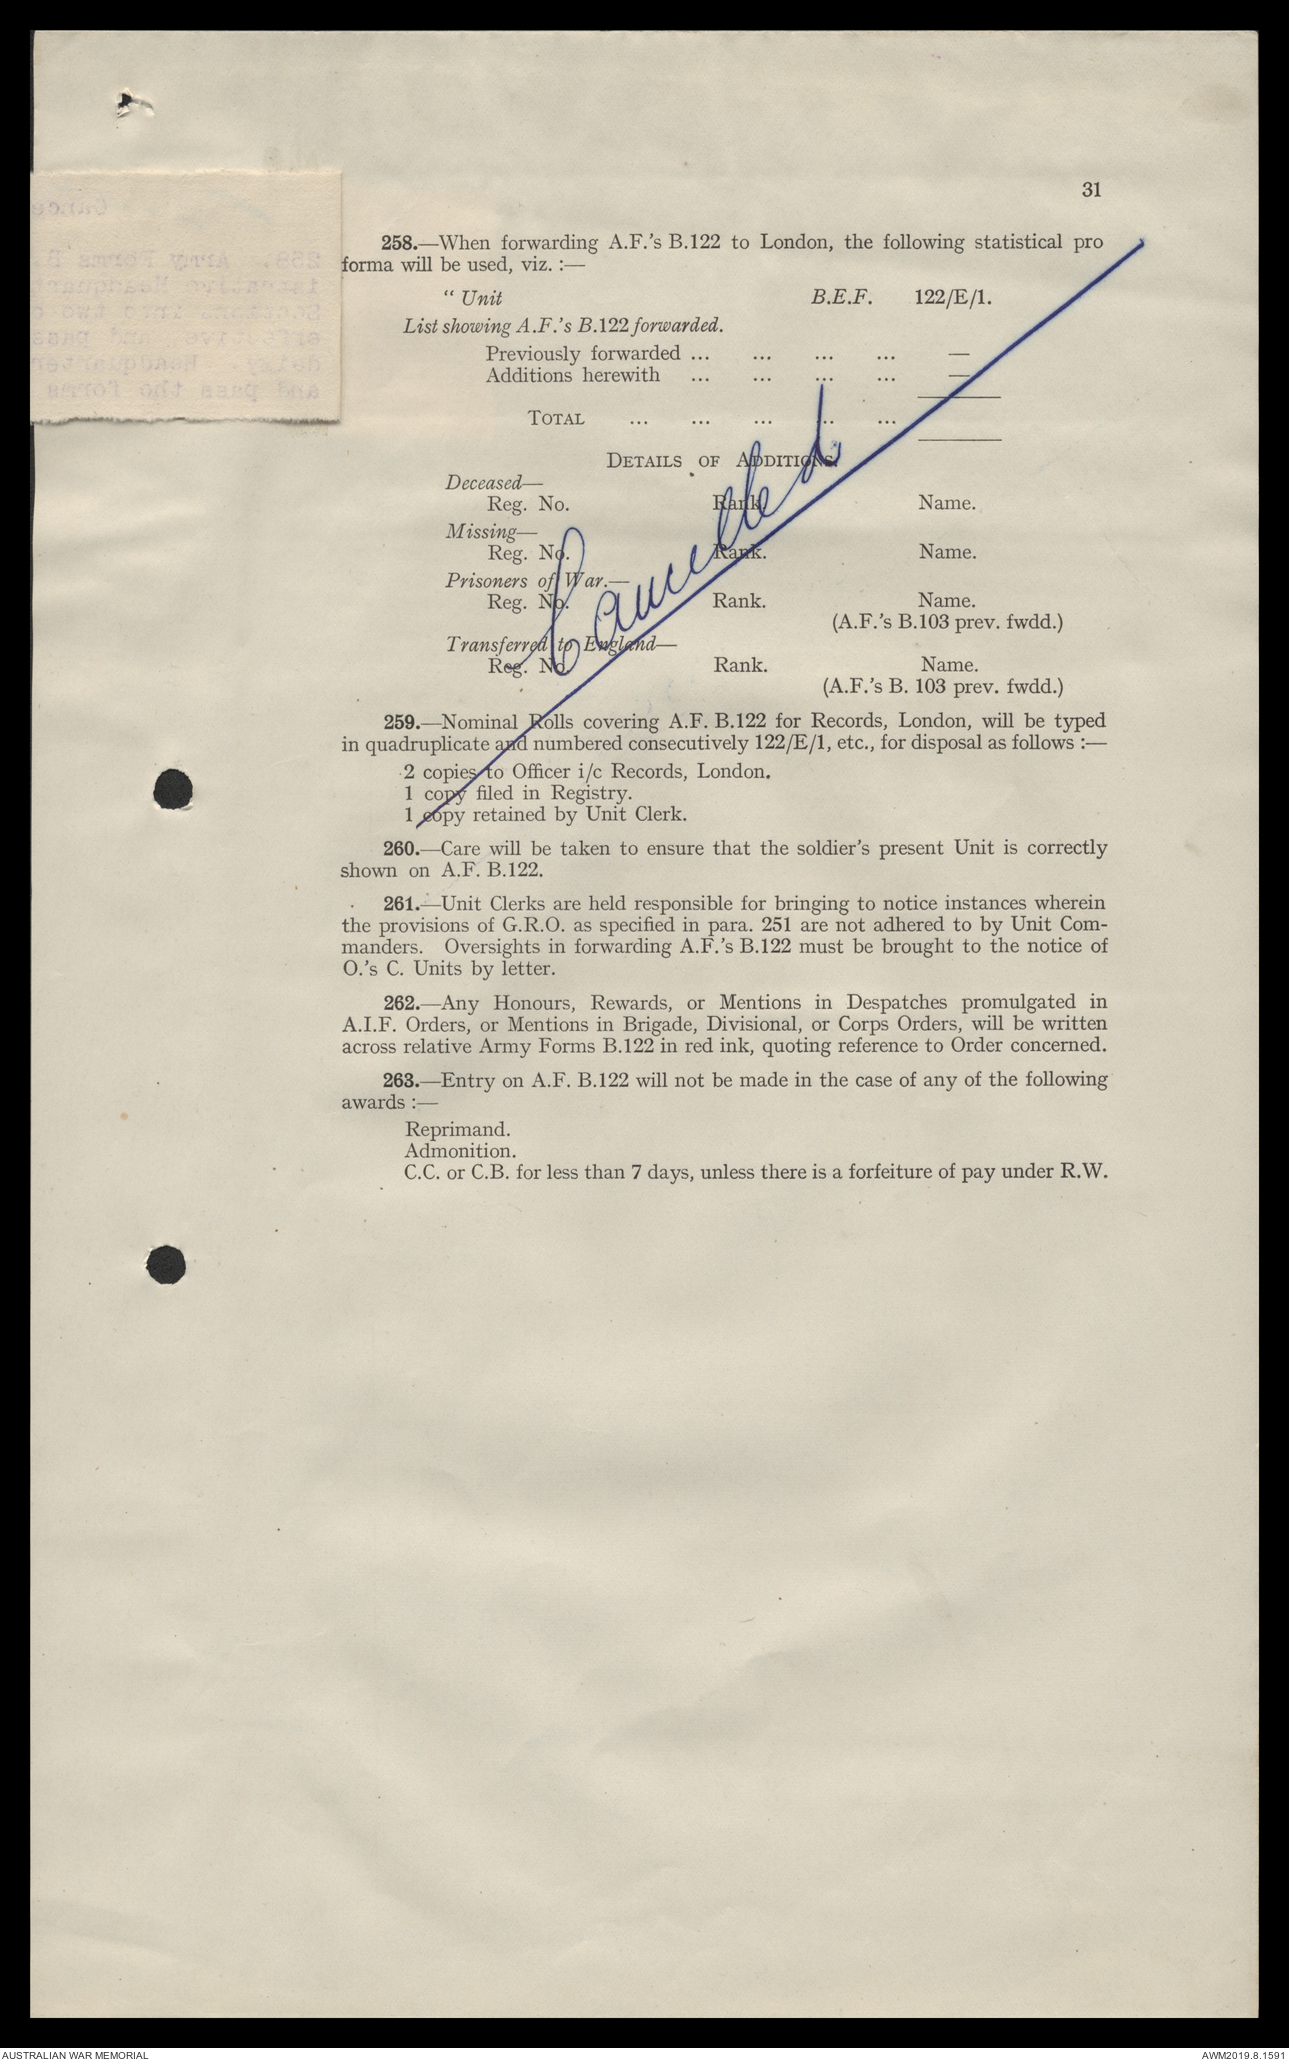 31
258.—When forwarding A.F.'s B.122 to London, the following statistical pro
forma will be used, viz. :—
“ Unit B.E.F. 122/E/1.
List showing A.F.'s B.122 forwarded.
Previously forwarded ... ... ... ... —
Additions herewith ... ... ... ... —
TOTAL ... ... ... ... ...
DETAILS OF ADDITIONS.
Deceased—
Reg. No. Rank. Name.
Missing—
Reg. No. Rank. Name.
Prisoners of War.—
Reg. No. Rank. Name.
(A.F.'s B.103 prev. fwdd.)
Transferred to England—
Reg. No. Rank. Name.
(A.F.'s B. 103 prev. fwdd.)
Cancelled
259.—Nominal Rolls covering A.F. B.122 for Records, London, will be typed
in quadruplicate and numbered consecutively 122/E/1, etc., for disposal as follows :—
2 copies to Officer i/c Records, London.
1 copy filed in Registry.
1 copy retained by Unit Clerk.
260.—Care will be taken to ensure that the soldier's present Unit is correctly
shown on A.F. B.122.
261.—Unit Clerks are held responsible for bringing to notice instances wherein
the provisions of G.R.O. as specified in para. 251 are not adhered to by Unit Com-
manders. Oversights in forwarding A.F.'s B.122 must be brought to the notice of
O.'s C. Units by letter.
262.—Any Honours, Rewards, or Mentions in Despatches promulgated in
A.I.F. Orders, or Mentions in Brigade, Divisional, or Corps Orders, will be written
across relative Army Forms B.122 in red ink, quoting reference to Order concerned.
263.—Entry on A.F. B.122 will not be made in the case of any of the following
awards :—
Reprimand.
Admonition.
C.C. or C.B. for less than 7 days, unless there is a forfeiture of pay under R.W.
AUSTRALIAN WAR MEMORIAL
AWM2019.8.1591